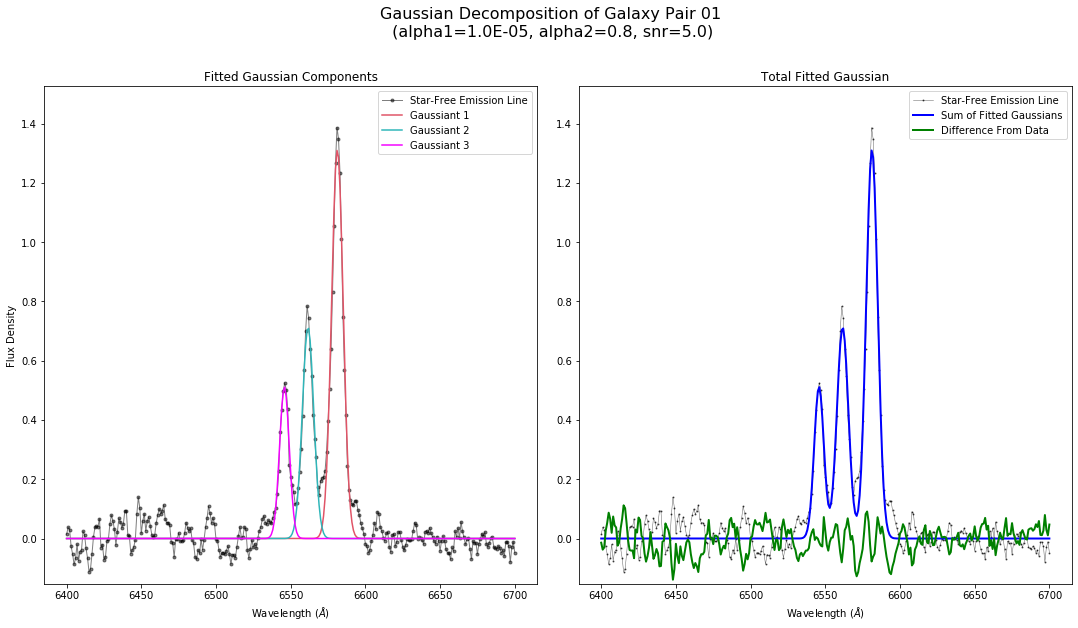 Gaussian Decomposition of Galaxy Pair 01
(alpha1=1.0E-05, alpha2=0.8, snr=5.0)
Fitted Gaussian Components
Star-Free Emission Line
Gaussiant 1
Gaussiant 2
Gaussiant 3
Flux Density
1.4
1.2
1.0
0.8
0.6
0.4
0.2
0.0
6400 6450 6500 6550 6600 6650 6700
Wavelength (Å)
Total Fitted Gaussian
Star-Free Emission Line
Sum of Fitted Gaussians
Difference From Data
1.4
1.2
1.0
0.8
0.6
0.4
0.2
0.0
6400 6450 6500 6550 6600 6650 6700
Wavelength (Å)